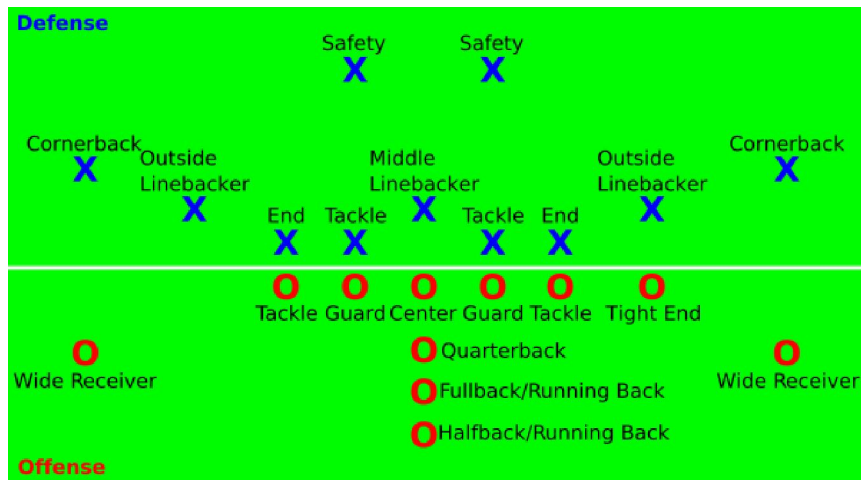 Defense
Safety Safety
X X
Cornerback Cornerback
Outside Middle Outside
Linebacker Linebacker Linebacker
X X
X X X
End Tackle Tackle End
X X X X
O O O O O O
Tackle Guard Center Guard Tackle Tight End
O O O Quarterback
Wide Receiver Wide Receiver
O Fullback/Running Back
O Halfback/Running Back
Offense